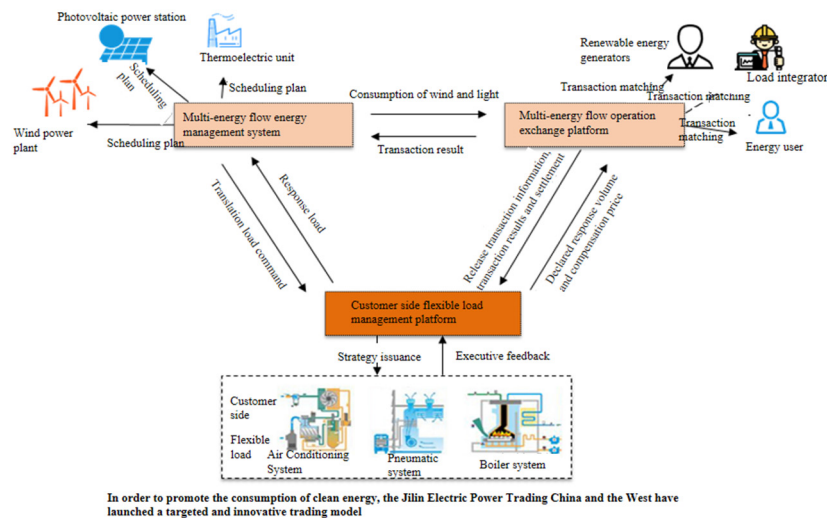 Photovoltaic power station
Thermoelectric unit
Scheduling
plan
Scheduling plan
Wind power
plant
Scheduling plan
Multi-energy flow energy
management system
Consumption of wind and light
Transaction result
Multi-energy flow operation
exchange platform
Renewable energy
generators
Load integrator
Transaction matching
Transaction matching
Transaction
matching
Energy user
Translation load command
Response load
Release transaction information,
transaction results and settlement
Declared response volume
and compensation price
Customer side flexible load
management platform
Strategy issuance
Executive feedback
Customer
side
Flexible
load
Air Conditioning
System
Pneumatic
system
Boiler system
In order to promote the consumption of clean energy, the Jilin Electric Power Trading China and the West have
launched a targeted and innovative trading model